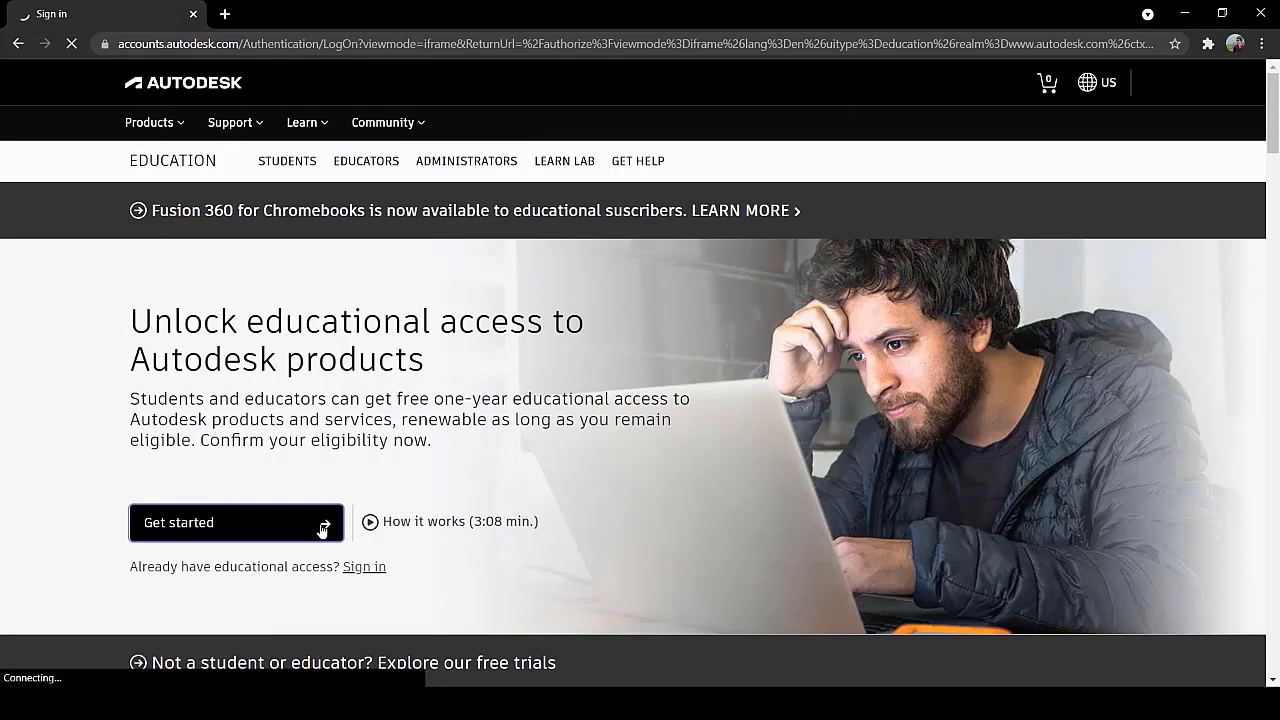 Sign in
accounts.autodesk.com/Authentication/LogOn?viewmode=iframe&ReturnUrl=%2Fauthorize%3Fviewmode%3Diframe%26lang%3Den%26uitype%3Deducation%26realm%3Dwww.autodesk.com%26ctx...
AUTODESK
0
US
Products
Support
Learn
Community
EDUCATION
STUDENTS
EDUCATORS
ADMINISTRATORS
LEARN LAB
GET HELP
Fusion 360 for Chromebooks is now available to educational suscribers. LEARN MORE >
Unlock educational access to
Autodesk products
Students and educators can get free one-year educational access to
Autodesk products and services, renewable as long as you remain
eligible. Confirm your eligibility now.
Get started
How it works (3:08 min.)
Already have educational access? Sign in
Not a student or educator? Explore our free trials
Connecting...